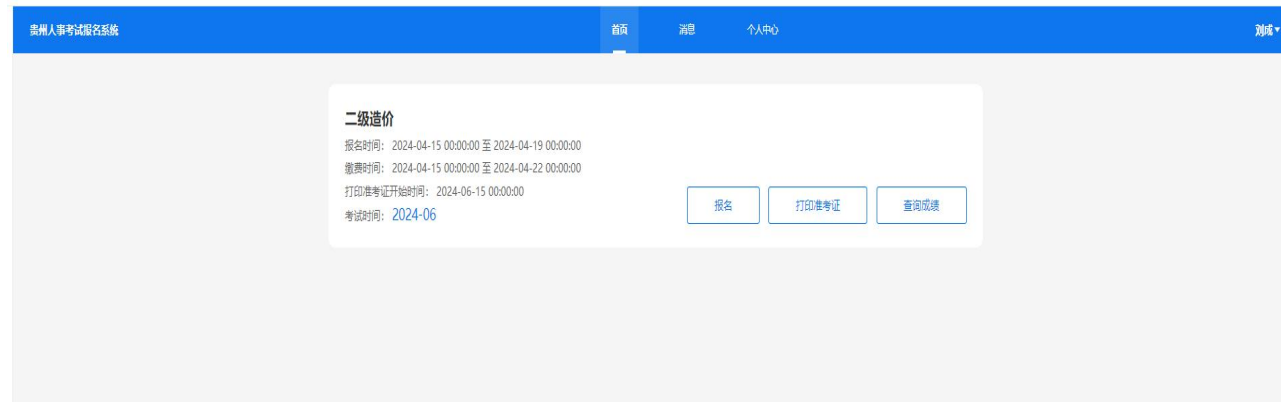 贵州人事考试报名系统
首页 消息 个人中心
刘成
二级造价
报名时间: 2024-04-15 00:00:00 至 2024-04-19 00:00:00
缴费时间: 2024-04-15 00:00:00 至 2024-04-22 00:00:00
打印准考证开始时间: 2024-06-15 00:00:00
考试时间: 2024-06
报名 打印准考证 查询成绩